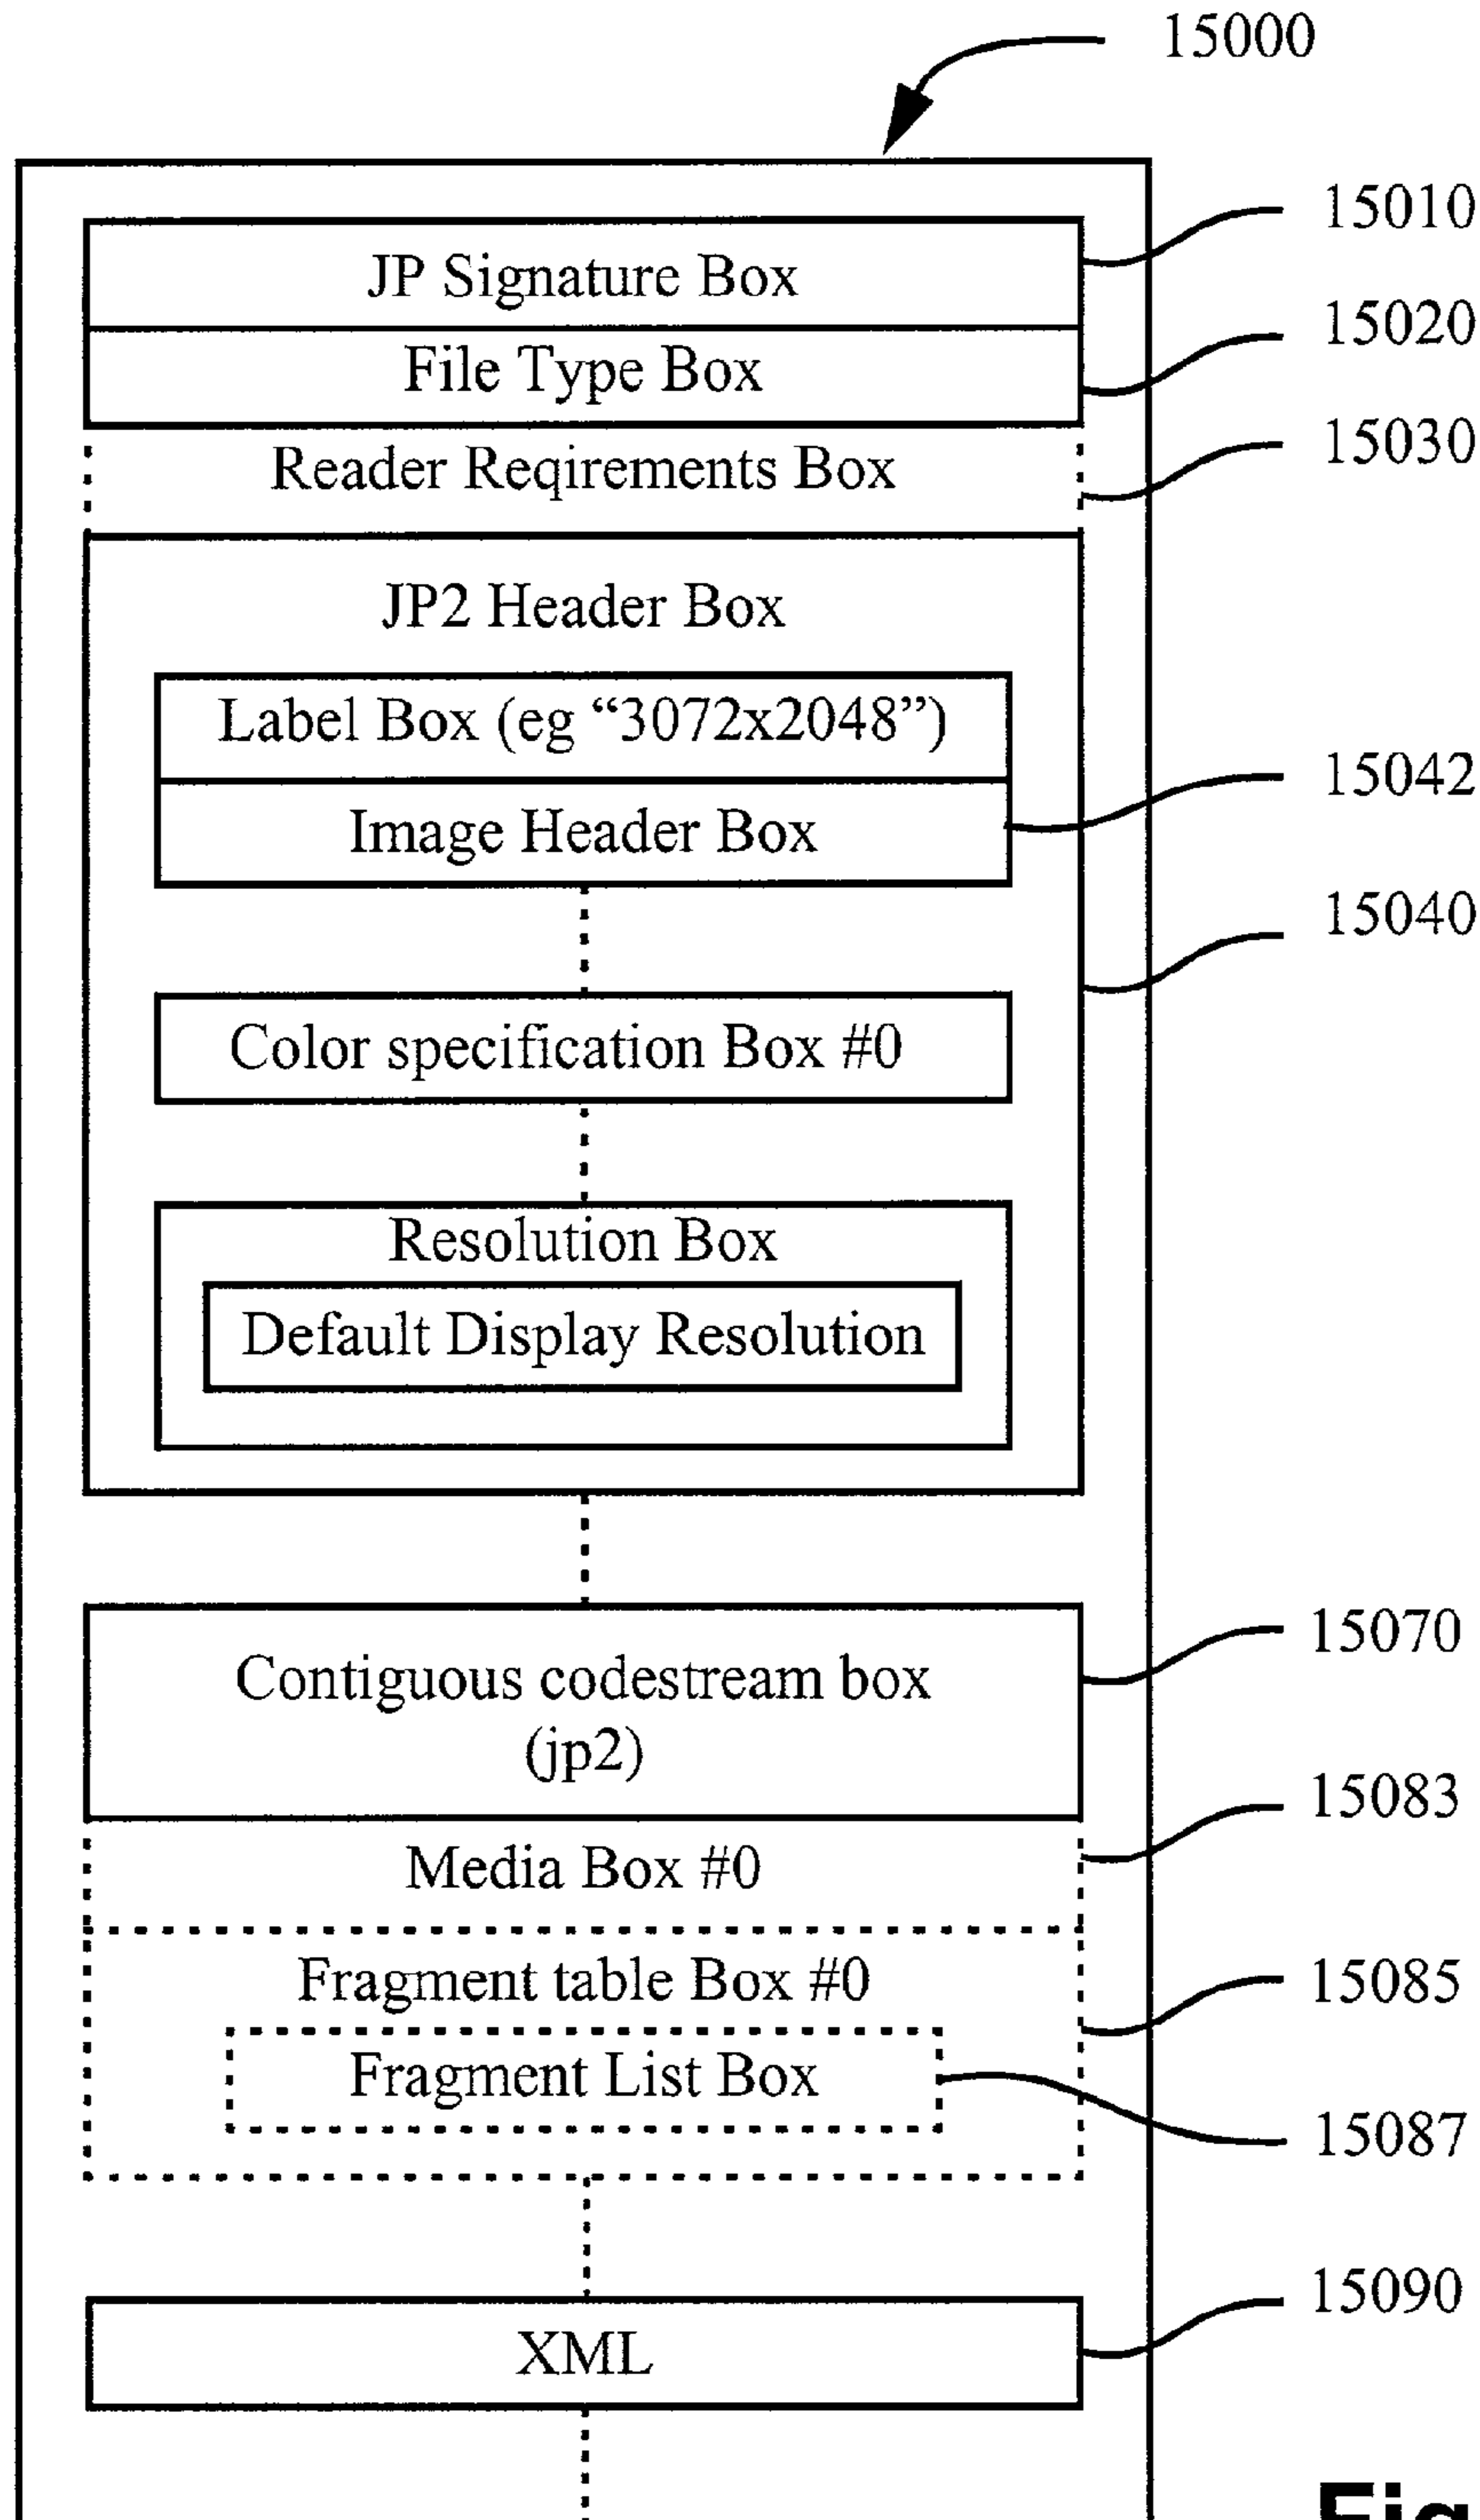 15000
15010
JP Signature Box
15020
File Type Box
15030
Reader Reqirements Box
JP2 Header Box
Label Box (eg “3072x2048”)
15042
Image Header Box
15040
Color specification Box #0
Resolution Box
Default Display Resolution
15070
Contiguous codestream box
(jp2)
15083
Media Box #0
15085
Fragment table Box #0
Fragment List Box
15087
15090
XML
Fig